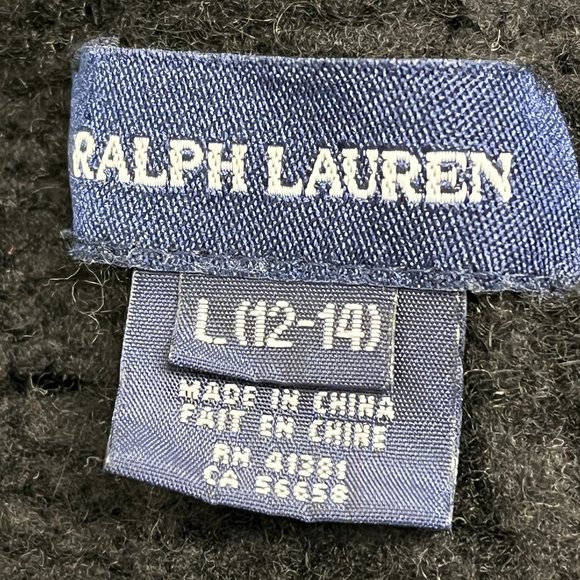 RALPH LAUREN
L (12-14)
MADE IN CHINA
FAIT EN CHINE
RN 41381
CA 56658